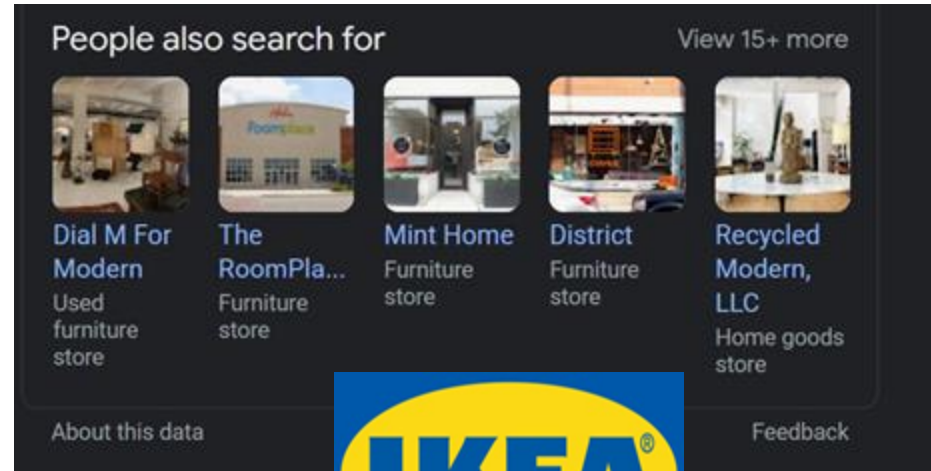 People also search for
View 15+ more
Roomplace
Dial M For
Modern
Used
furniture
store
The
RoomPla...
Furniture
store
Mint Home
Furniture
store
District
Furniture
store
Recycled
Modern,
LLC
Home goods
store
About this data
Feedback
IKEA®